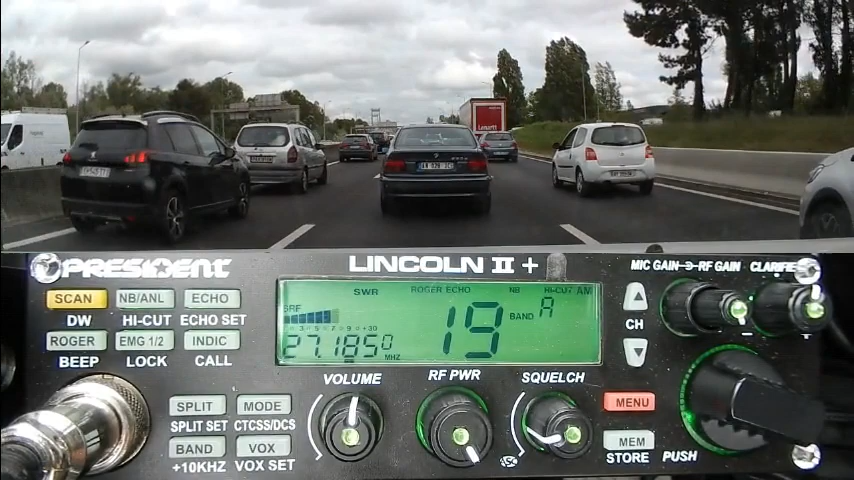 PRESIDENT
LINCOLN II +
MIC GAIN RF GAIN CLARIFIER
SCAN NB/ANL ECHO
DW HI-CUT ECHO SET
ROGER EMG 1/2 INDIC
BEEP LOCK CALL
SWR ROGER ECHO NB HI-CUT AM
19 BAND A
27.1850 MHZ
CH
VOLUME RF PWR SQUELCH
SPLIT MODE
SPLIT SET CTCSS/DCS
BAND VOX
+10KHZ VOX SET
MENU
MEM
STORE PUSH
ASC